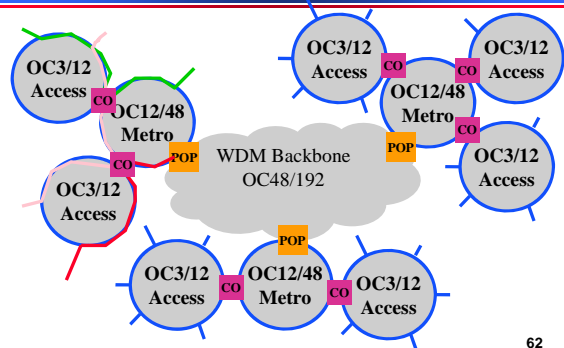 OC3/12
Access
CO
OC12/48
Metro
CO
POP
OC3/12
Access
OC3/12
Access
CO
OC12/48
Metro
CO
OC3/12
Access
CO
POP
OC3/12
Access
WDM Backbone
OC48/192
POP
OC3/12
Access
CO
OC12/48
Metro
CO
OC3/12
Access
62